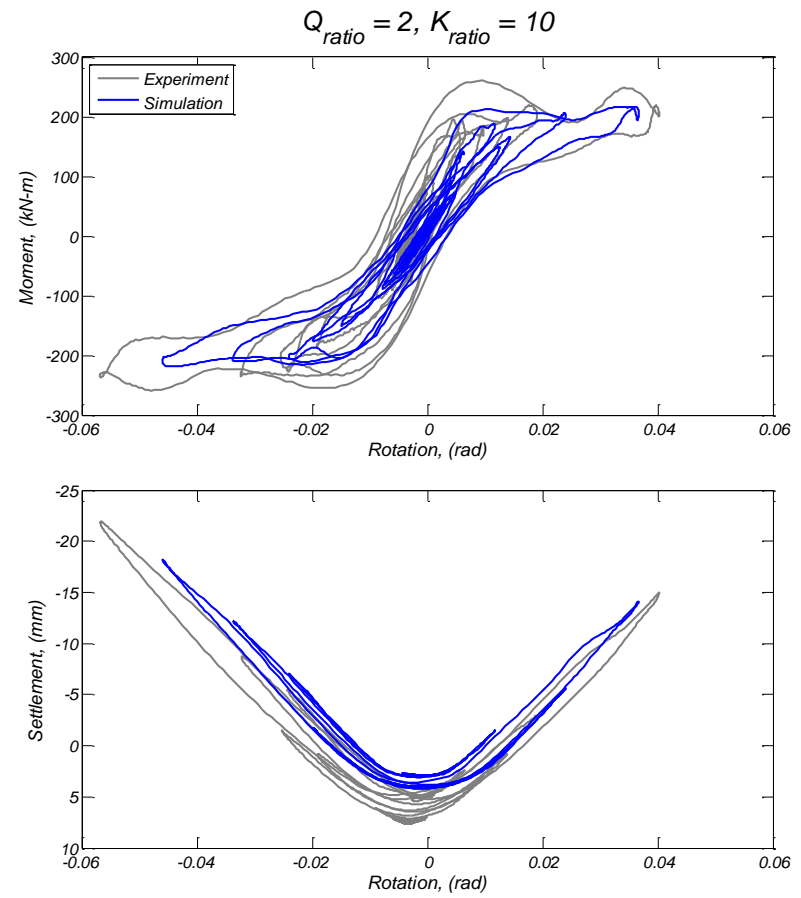 Q_ratio = 2, K_ratio = 10
300
200
100
0
-100
-200
-300
Moment, (kN-m)
Experiment
Simulation
-0.06 -0.04 -0.02 0 0.02 0.04 0.06
Rotation, (rad)
-25
-20
-15
-10
-5
0
5
10
Settlement, (mm)
-0.06 -0.04 -0.02 0 0.02 0.04 0.06
Rotation, (rad)